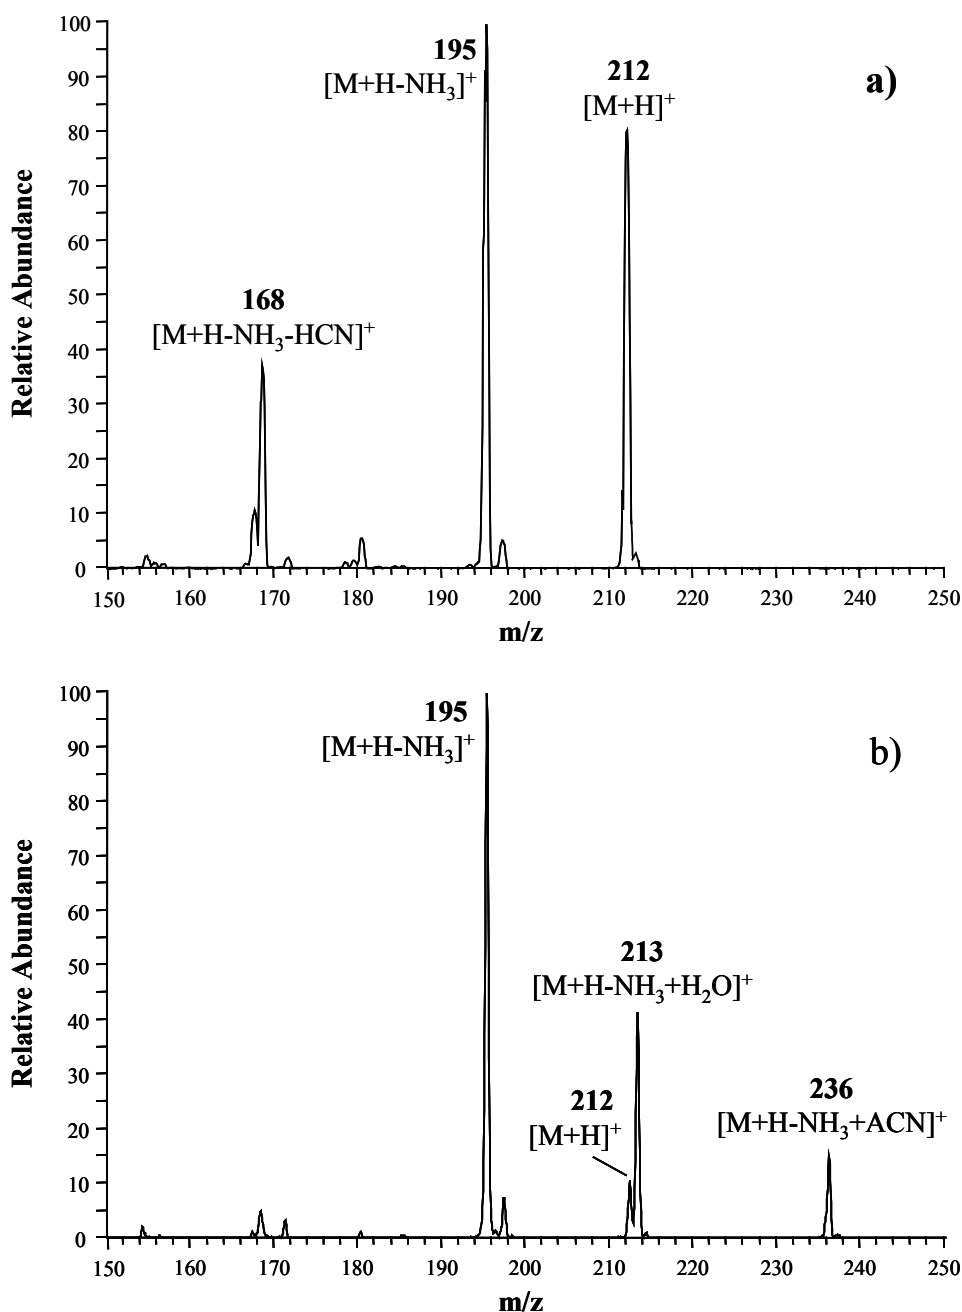 a)
195
[M+H-NH₃]⁺
212
[M+H]⁺
168
[M+H-NH₃-HCN]⁺
Relative Abundance
100
90
80
70
60
50
40
30
20
10
0
150 160 170 180 190 200 210 220 230 240 250
m/z
b)
195
[M+H-NH₃]⁺
213
[M+H-NH₃+H₂O]⁺
212
[M+H]⁺
236
[M+H-NH₃+ACN]⁺
Relative Abundance
100
90
80
70
60
50
40
30
20
10
0
150 160 170 180 190 200 210 220 230 240 250
m/z